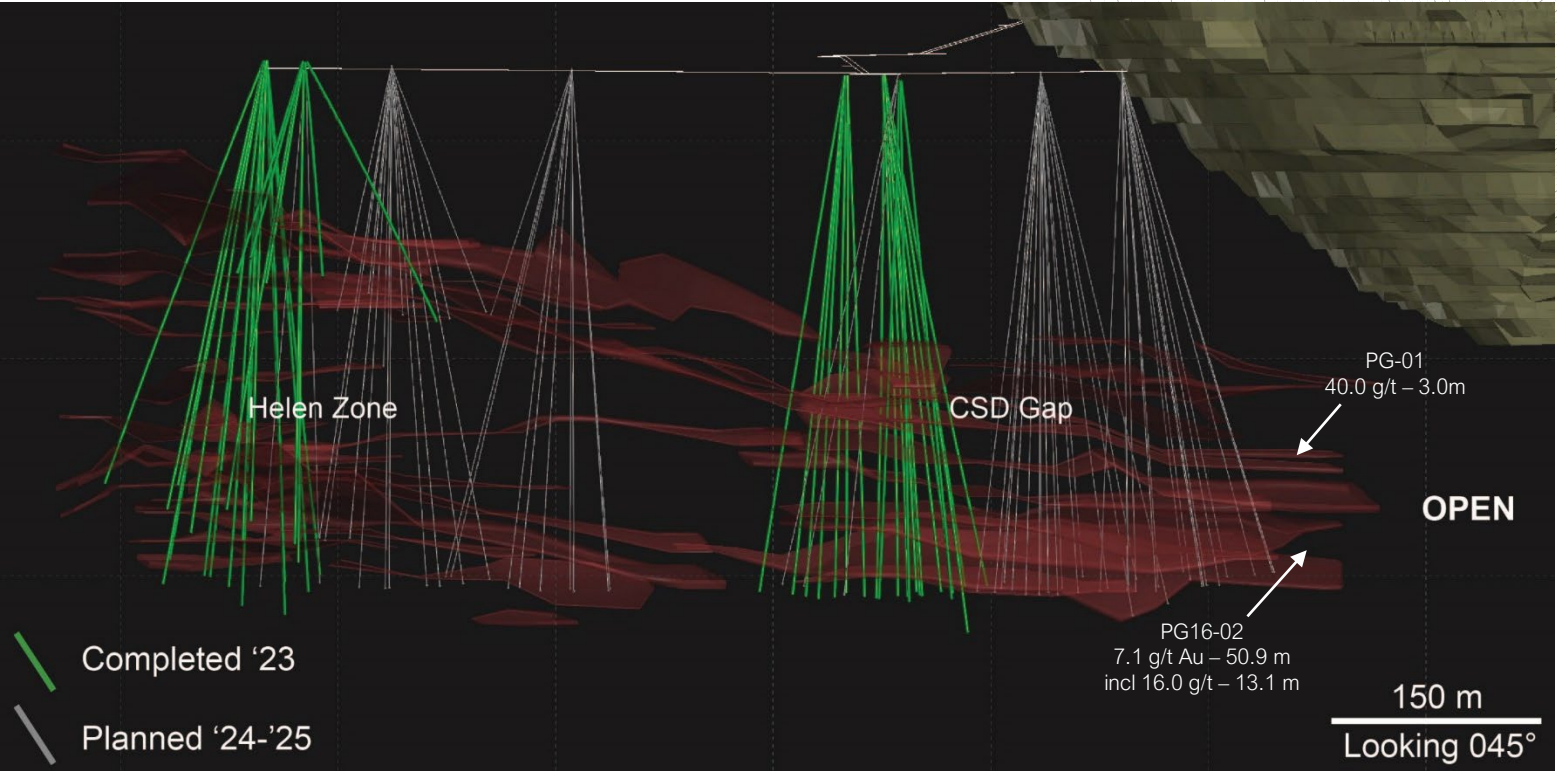 Helen Zone
CSD Gap
PG-01
40.0 g/t – 3.0m
OPEN
PG16-02
7.1 g/t Au – 50.9 m
incl 16.0 g/t – 13.1 m
Completed ‘23
Planned ‘24-’25
150 m
Looking 045°